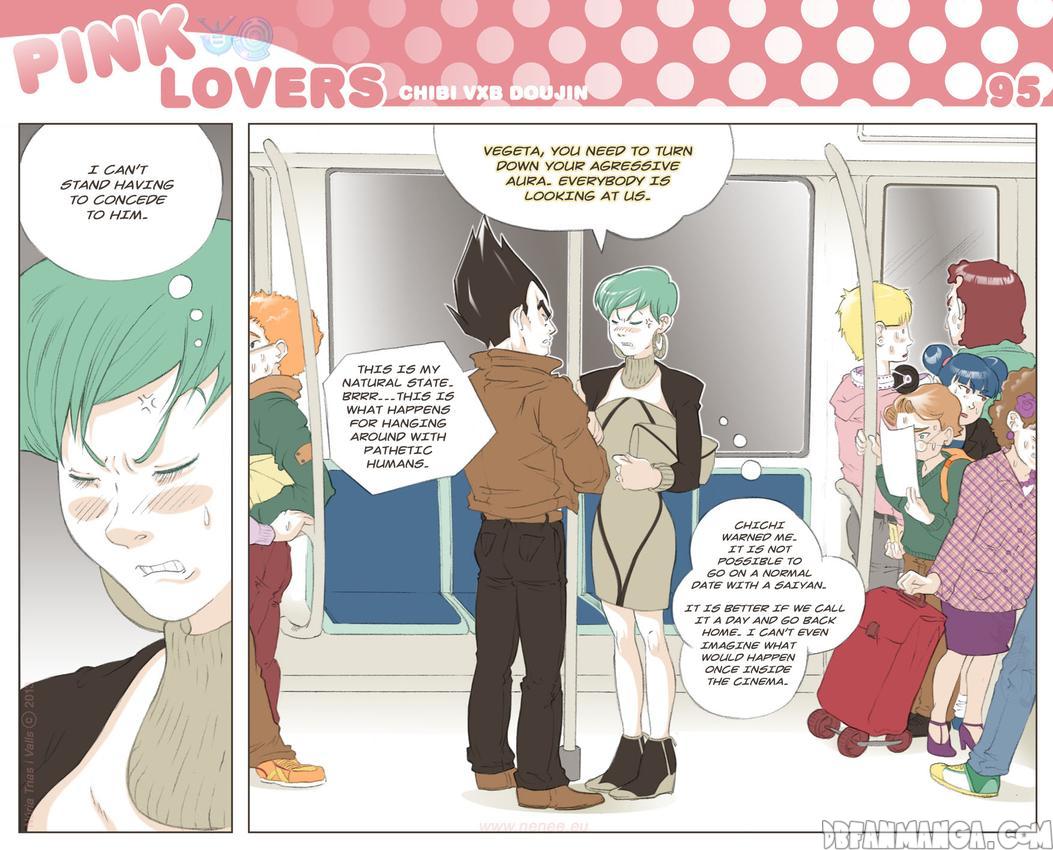 PINK
LOVERS
CHIBI VXB DOUJIN
95
I CAN'T
STAND HAVING
TO CONCEDE
TO HIM.
VEGETA, YOU NEED TO TURN
DOWN YOUR AGRESSIVE
AURA. EVERYBODY IS
LOOKING AT US.
THIS IS MY
NATURAL STATE.
BRRR...THIS IS
WHAT HAPPENS
FOR HANGING
AROUND WITH
PATHETIC
HUMANS.
CHICHI
WARNED ME.
IT IS NOT
POSSIBLE TO
GO ON A NORMAL
DATE WITH A SAIYAN.
IT IS BETTER IF WE CALL
IT A DAY AND GO BACK
HOME. I CAN'T EVEN
IMAGINE WHAT
WOULD HAPPEN
ONCE INSIDE
THE CINEMA.
Trias i Valls ©
www.nenea.eu
DBFANMANGA.COM